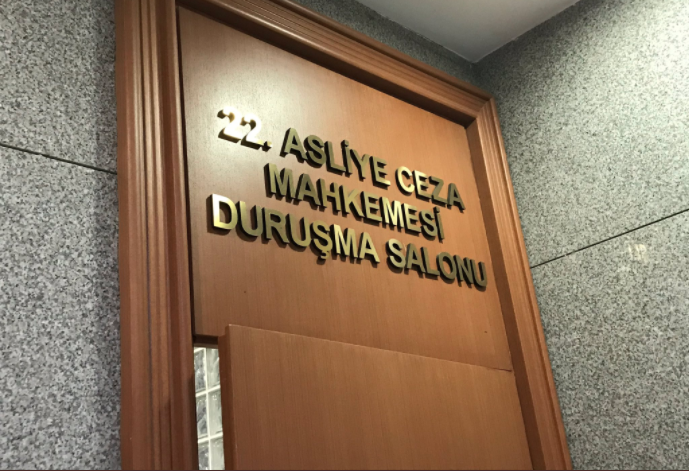 22. ASLİYE CEZA
MAHKEMESİ
DURUŞMA SALONU